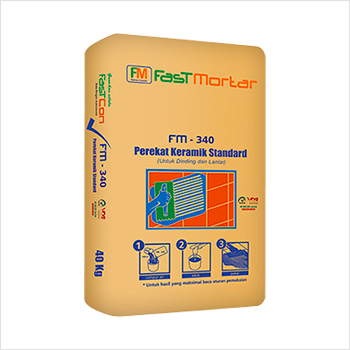 FM
FastMortar
FM - 340
Perekat Keramik Standard
(Untuk Dinding dan Lantai)
1
2
3
* Untuk hasil yang maksimal baca aturan pemakaian
FastCon
FM - 340
Perekat Keramik
Standard
40 Kg